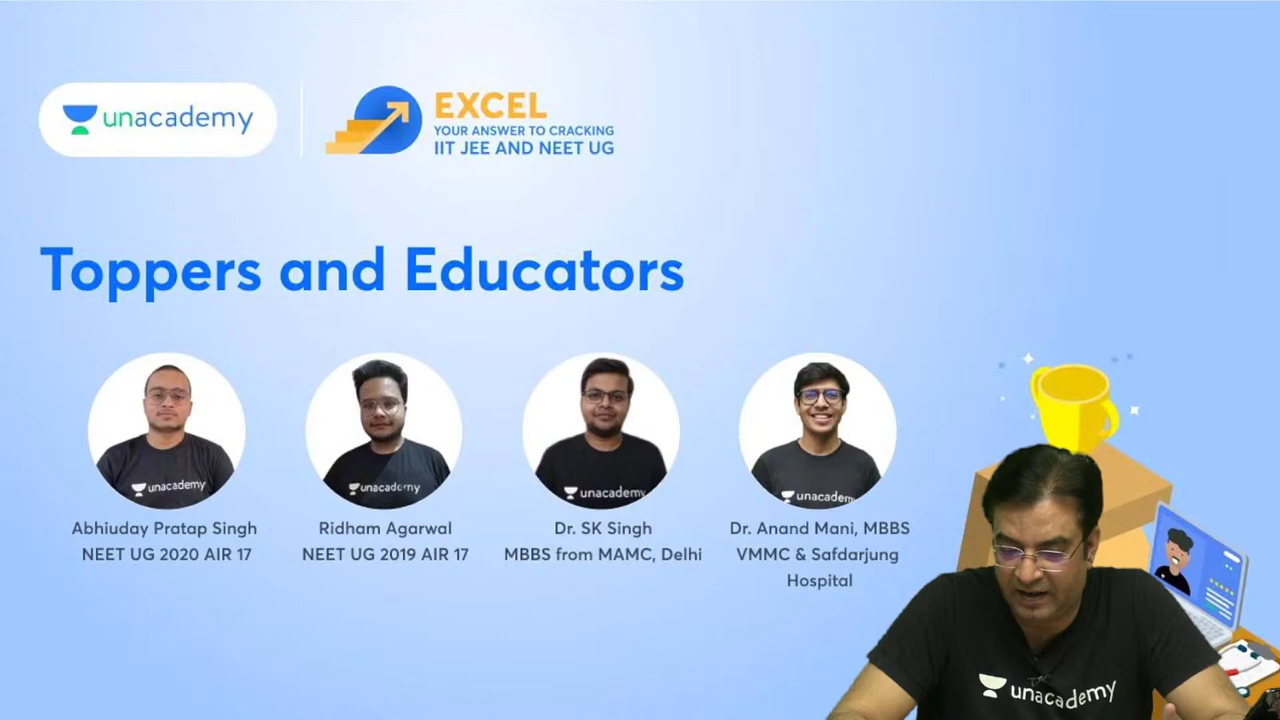 unacademy
EXCEL
YOUR ANSWER TO CRACKING
IIT JEE AND NEET UG
Toppers and Educators
unacademy
unacademy
unacademy
unacademy
Abhiuday Pratap Singh
NEET UG 2020 AIR 17
Ridham Agarwal
NEET UG 2019 AIR 17
Dr. SK Singh
MBBS from MAMC, Delhi
Dr. Anand Mani, MBBS
VMMC & Safdarjung
Hospital
unacademy